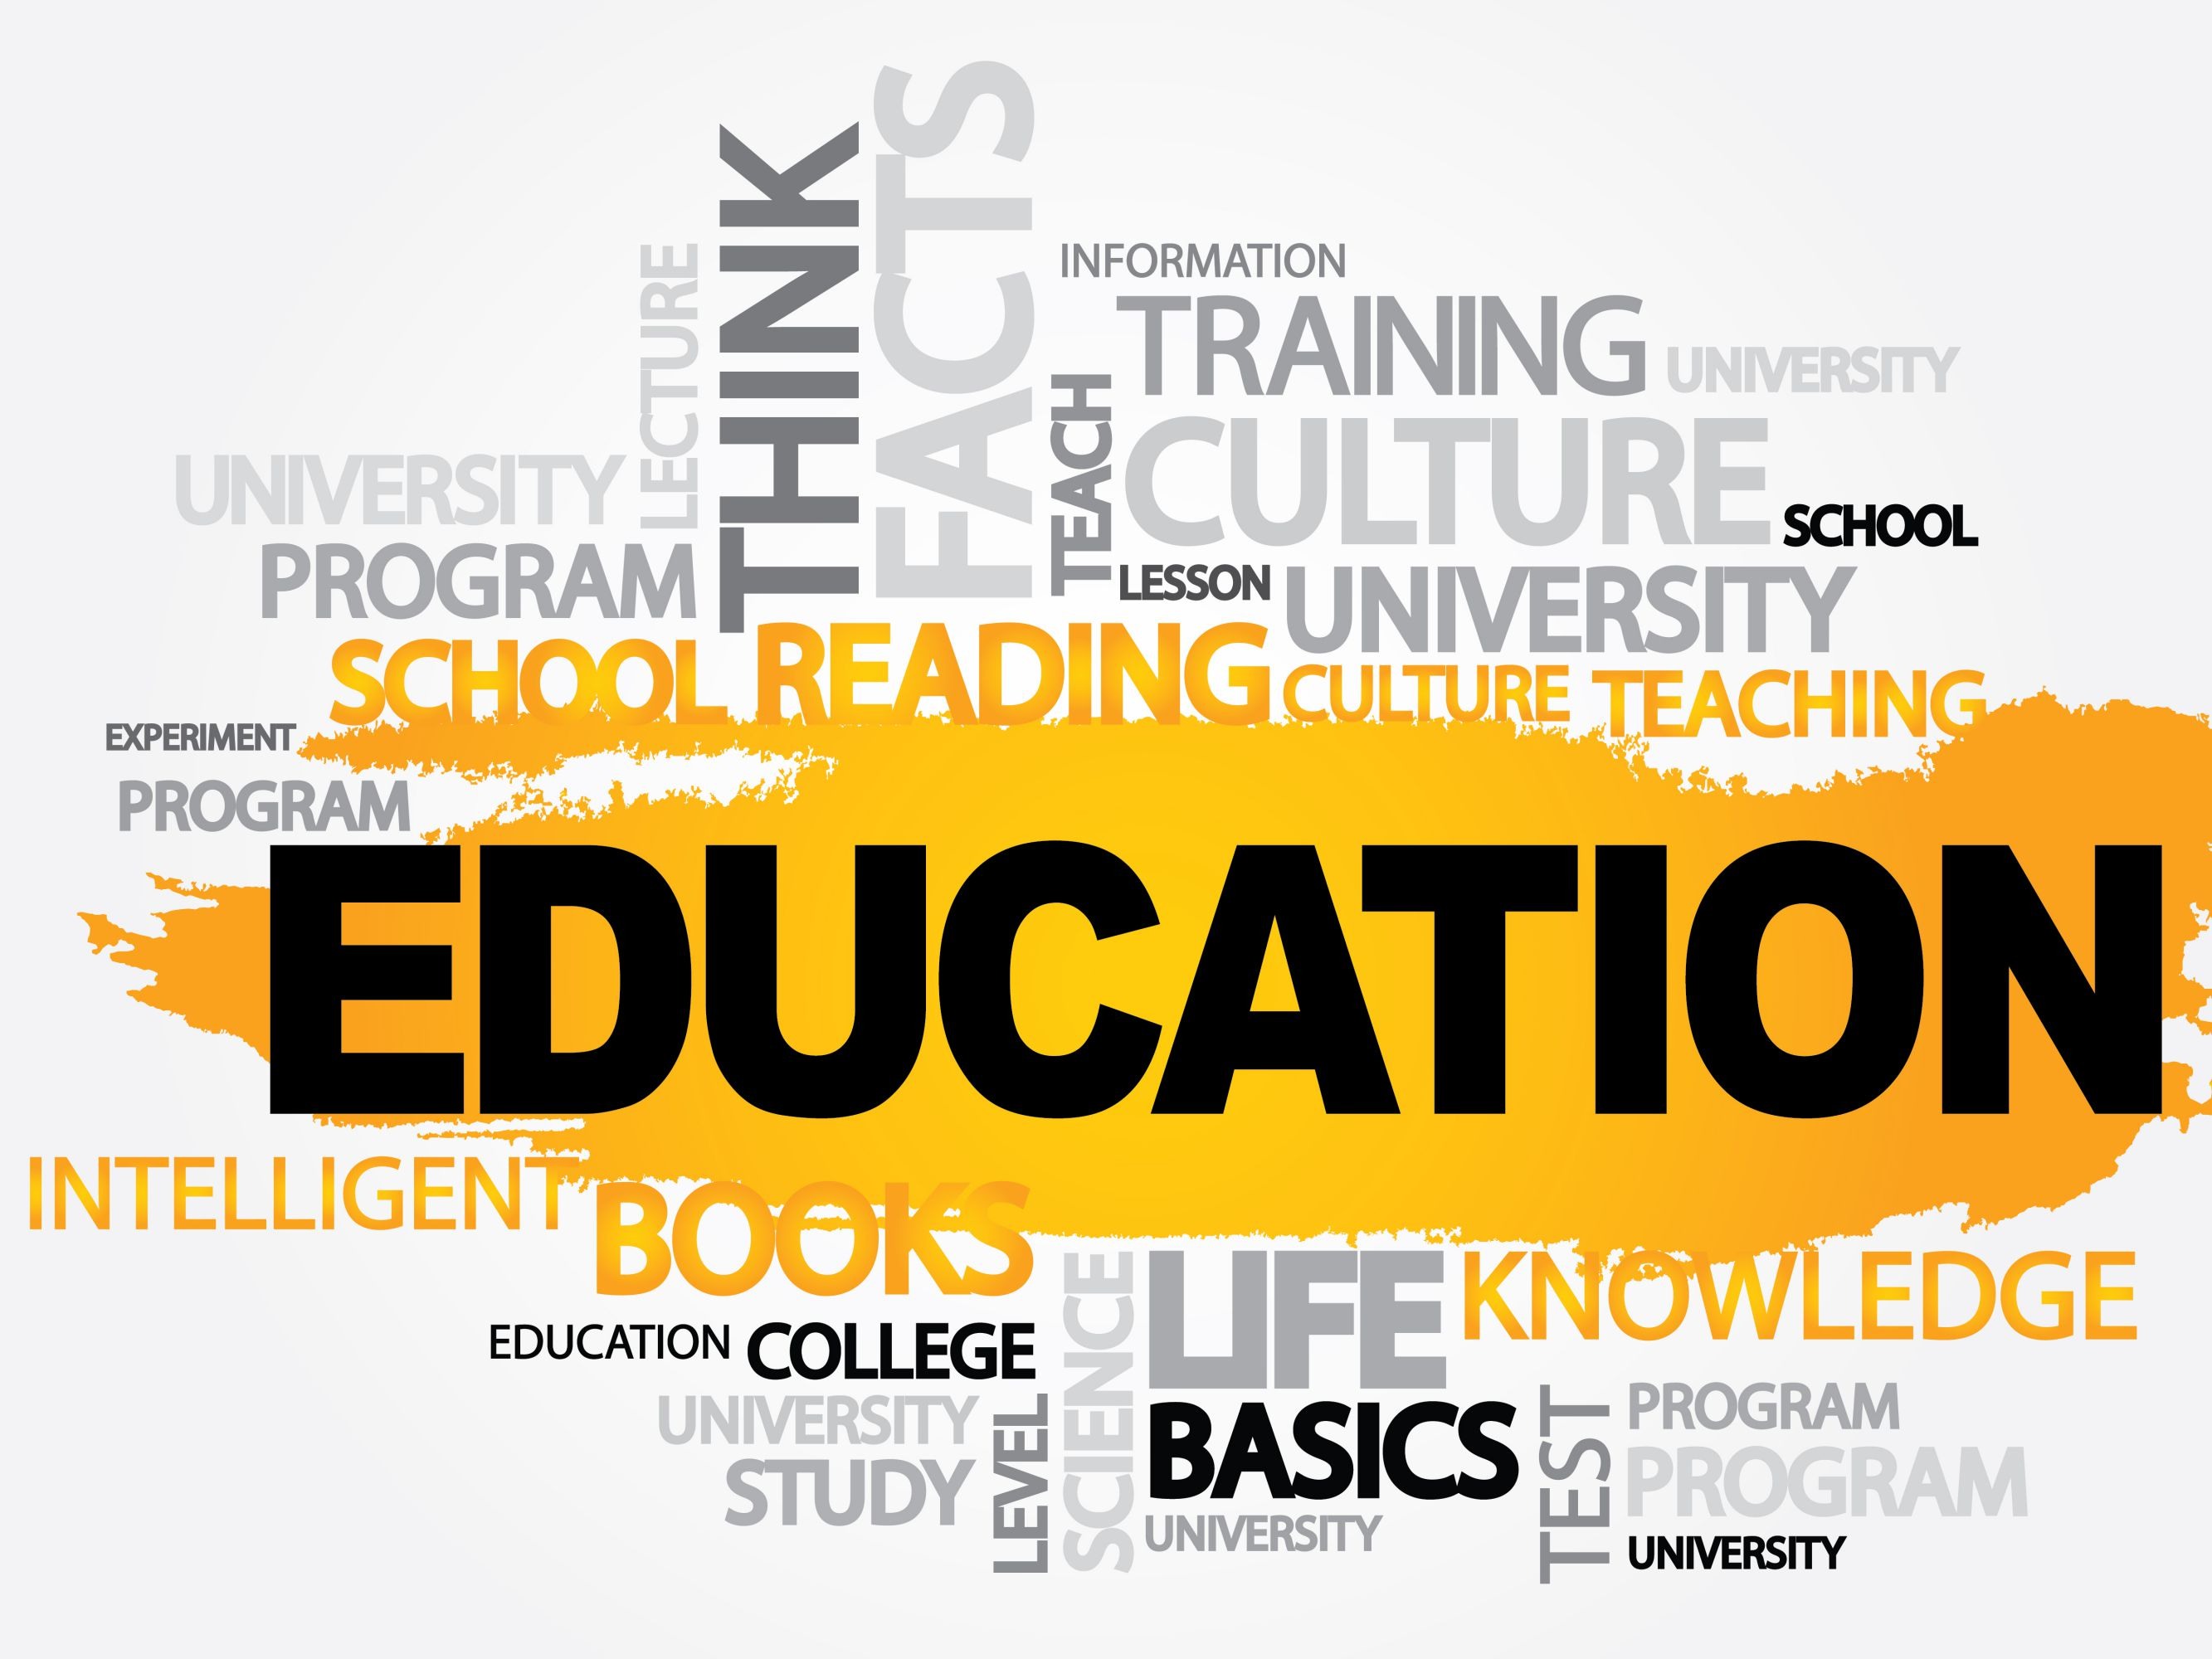 LECTURE
THINK
FACTS
INFORMATION
TRAINING
UNIVERSITY
TEACH
CULTURE
UNIVERSITY
SCHOOL
PROGRAM
LESSON
UNIVERSITY
SCHOOL READING CULTURE TEACHING
EXPERIMENT
PROGRAM
EDUCATION
INTELLIGENT
BOOKS
LIFE
KNOWLEDGE
EDUCATION COLLEGE
SCIENCE
UNIVERSITY
LEVEL
BASICS
TEST
PROGRAM
STUDY
PROGRAM
UNIVERSITY
UNIVERSITY